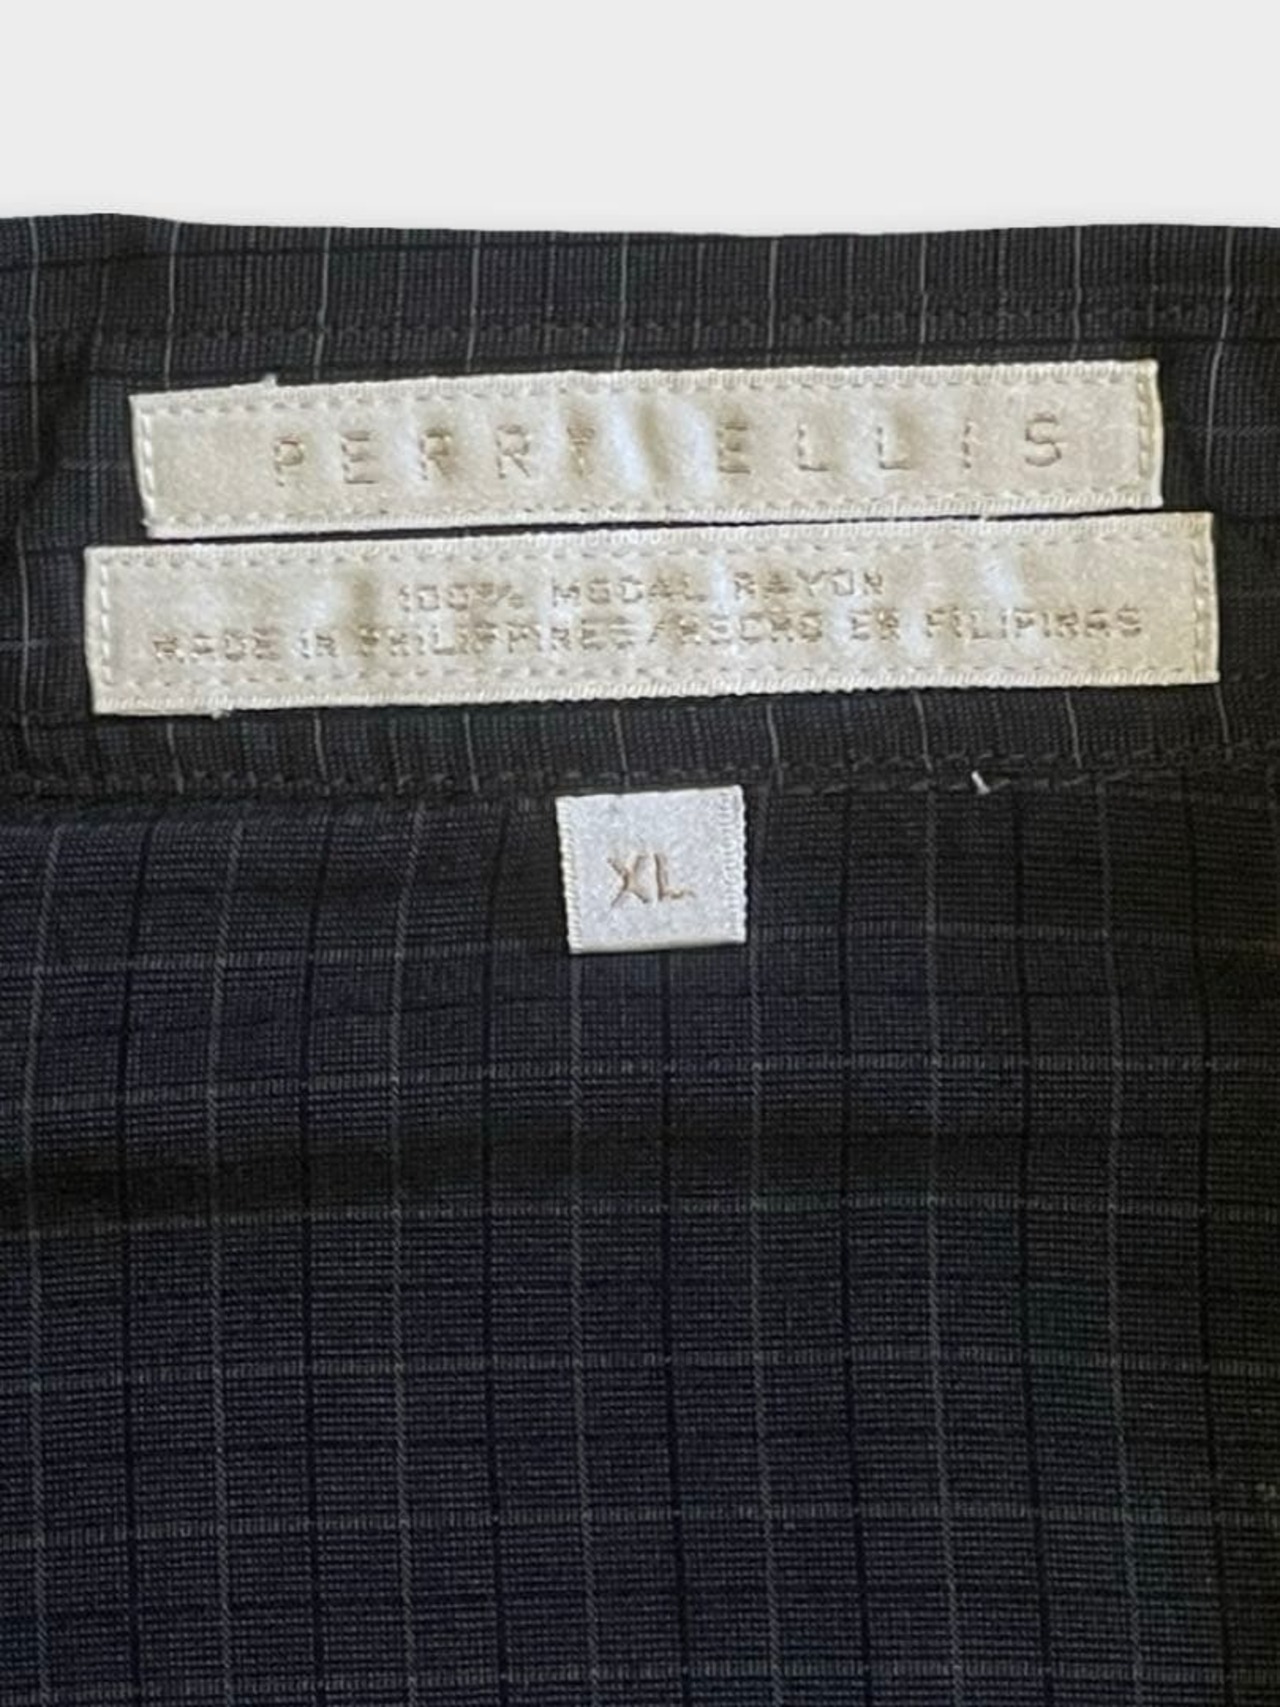 PERRY ELLIS
100% MODAL RAYON
MADE IN PHILIPPINES/HECHO EN FILIPINAS
XL